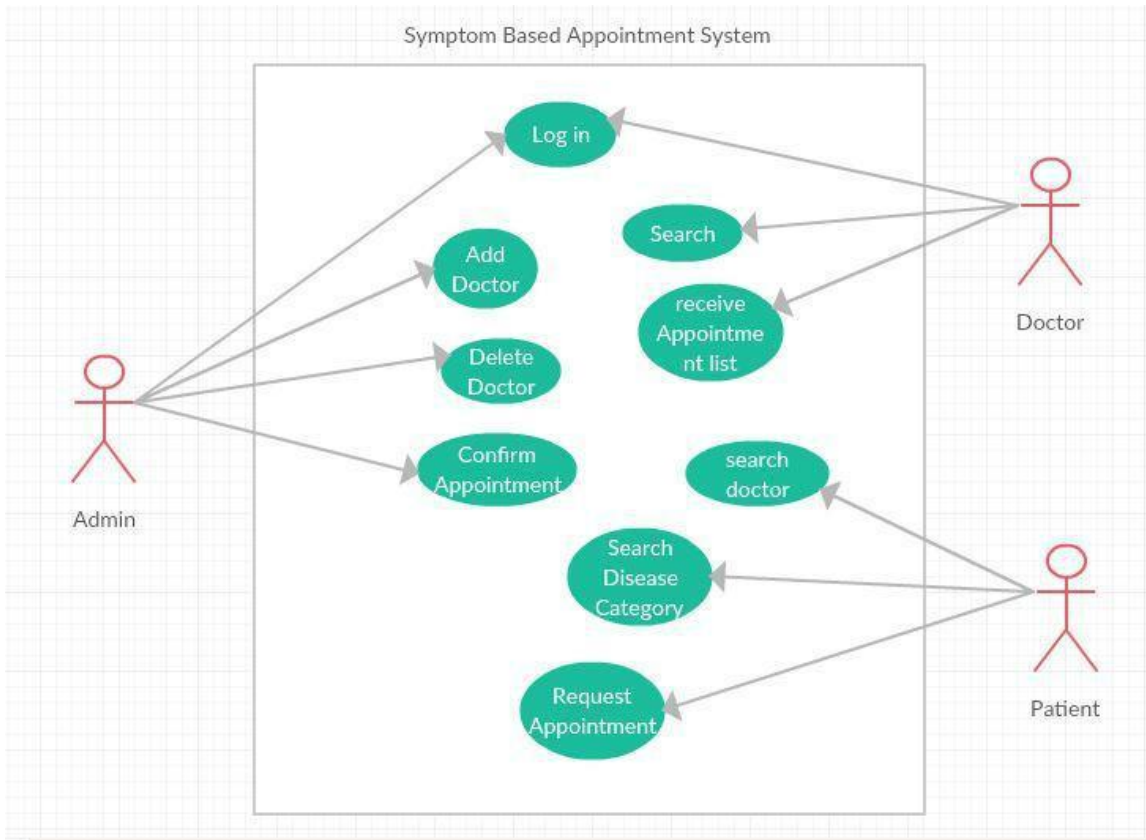 Symptom Based Appointment System
Log in
Search
Add
Doctor
receive
Appointme
nt list
Doctor
Delete
Doctor
Confirm
Appointment
search
doctor
Admin
Search
Disease
Category
Request
Appointment
Patient